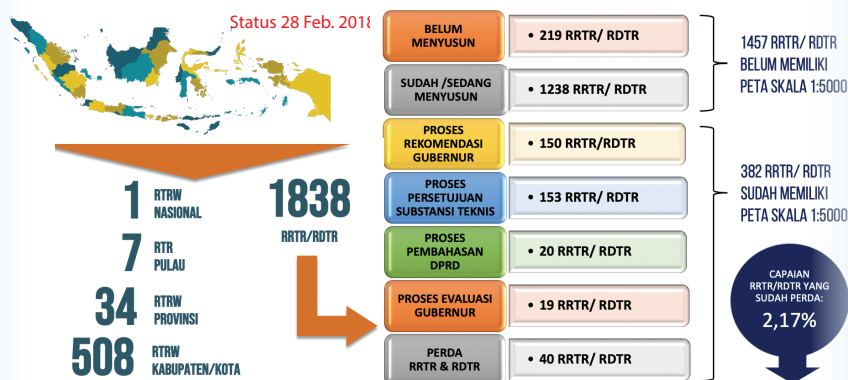 Status 28 Feb. 2018
1
RTRW
NASIONAL
7
RTR
PULAU
34
RTRW
PROVINSI
508
RTRW
KABUPATEN/KOTA
1838
RRTR/RDTR
BELUM
MENYUSUN
• 219 RRTR/ RDTR
SUDAH /SEDANG
MENYUSUN
• 1238 RRTR/ RDTR
PROSES
REKOMENDASI
GUBERNUR
• 150 RRTR/RDTR
PROSES
PERSETUJUAN
SUBSTANSI TEKNIS
• 153 RRTR/ RDTR
PROSES
PEMBAHASAN
DPRD
• 20 RRTR/ RDTR
PROSES EVALUASI
GUBERNUR
• 19 RRTR/ RDTR
PERDA
RRTR & RDTR
• 40 RRTR/ RDTR
1457 RRTR/ RDTR
BELUM MEMILIKI
PETA SKALA 1:5000
382 RRTR/ RDTR
SUDAH MEMILIKI
PETA SKALA 1:5000
CAPAIAN
RRTR/RDTR YANG
SUDAH PERDA:
2,17%